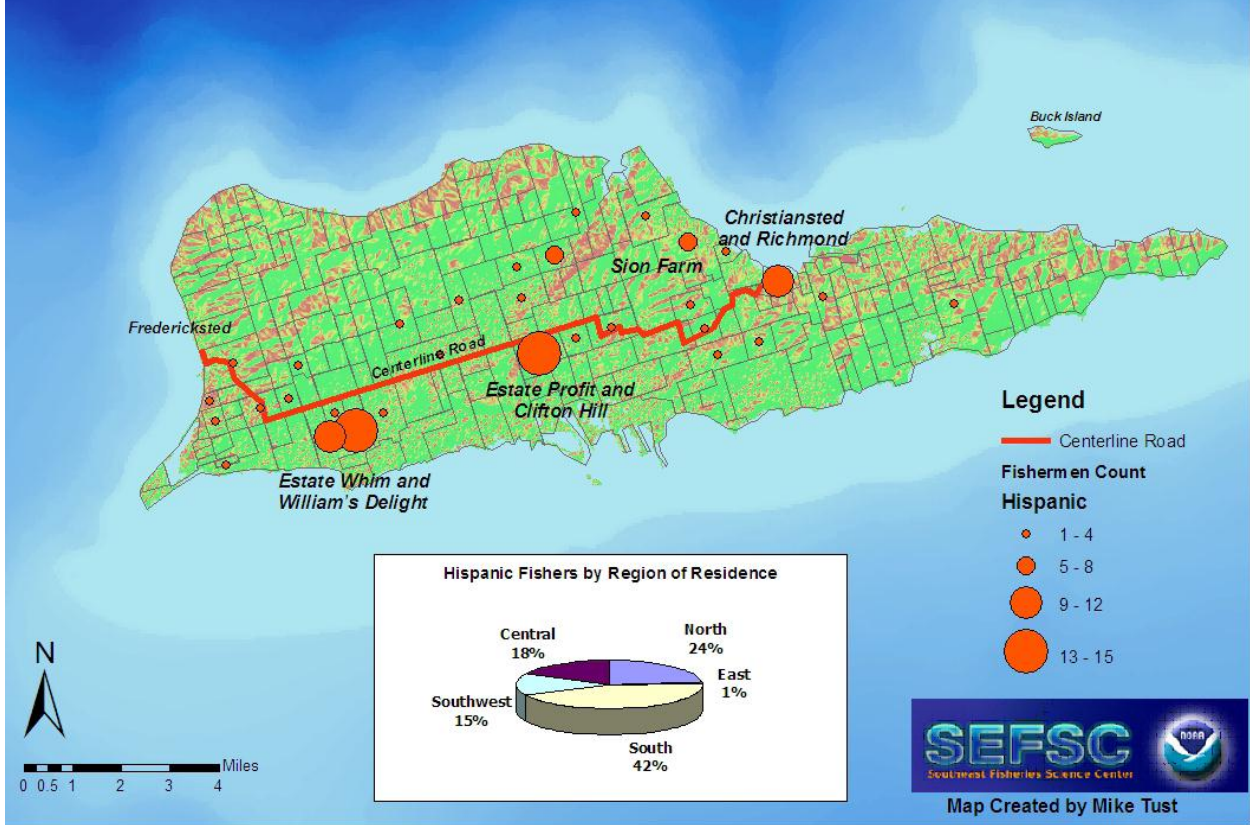 Buck Island
Christiansted
and Richmond
Sion Farm
Fredericksted
Centerline Road
Estate Profit and
Clifton Hill
Estate Whim and
William's Delight
Legend
Centerline Road
Fishermen Count
Hispanic
1 - 4
5 - 8
9 - 12
13 - 15
Hispanic Fishers by Region of Residence
Central
18%
North
24%
East
1%
Southwest
15%
South
42%
N
Miles
0 0.5 1 2 3 4
SEFSC
NOAA
Southeast Fisheries Science Center
Map Created by Mike Tust